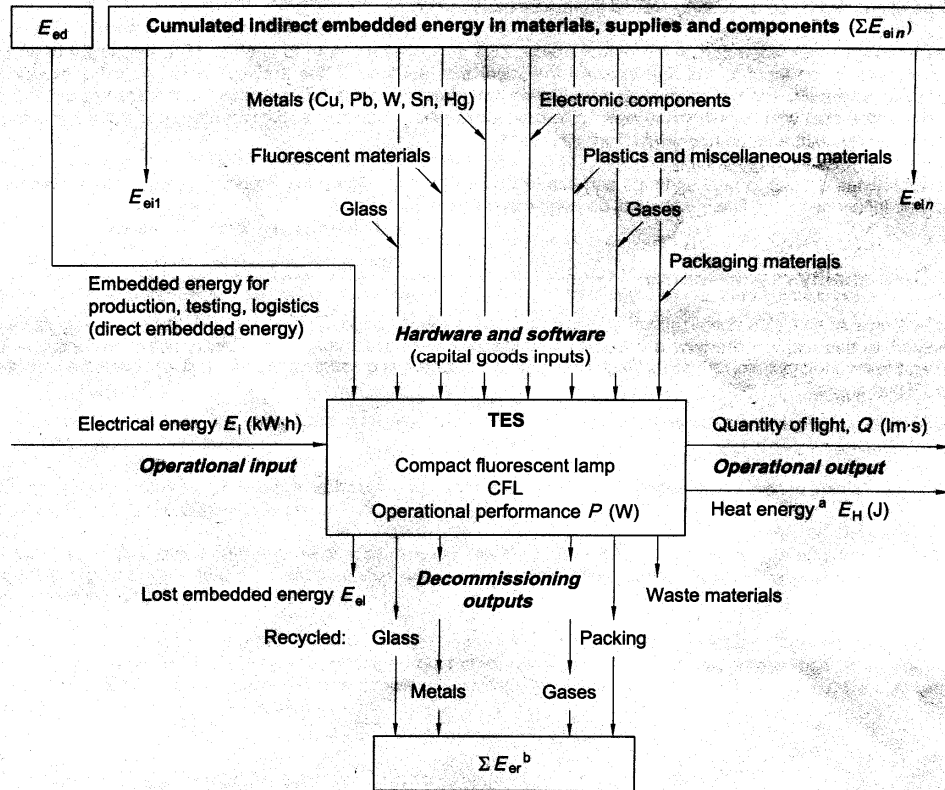 E_ed
Cumulated indirect embedded energy in materials, supplies and components (ΣE_ein)
Metals (Cu, Pb, W, Sn, Hg)
Electronic components
Fluorescent materials
Plastics and miscellaneous materials
E_ei1
Glass
Gases
E_ein
Packaging materials
Embedded energy for
production, testing, logistics
(direct embedded energy)
Hardware and software
(capital goods inputs)
Electrical energy E_i (kW·h)
Operational input
TES
Compact fluorescent lamp
CFL
Operational performance P (W)
Quantity of light, Q (lm·s)
Operational output
Heat energy ᵃ E_H (J)
Lost embedded energy E_el
Decommissioning
outputs
Waste materials
Recycled: Glass
Packing
Metals
Gases
ΣE_er ᵇ